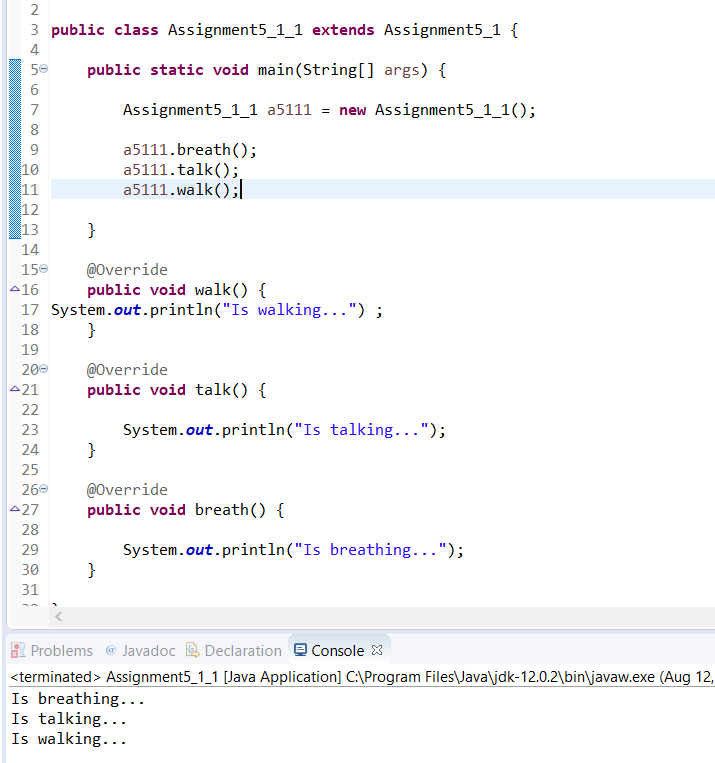 2
3 public class Assignment5_1_1 extends Assignment5_1 {
4
5 public static void main(String[] args) {
6
7 Assignment5_1_1 a5111 = new Assignment5_1_1();
8
9 a5111.breath();
10 a5111.talk();
11 a5111.walk();
12
13 }
14
15 @Override
16 public void walk() {
17 System.out.println("Is walking...") ;
18 }
19
20 @Override
21 public void talk() {
22
23 System.out.println("Is talking...");
24 }
25
26 @Override
27 public void breath() {
28
29 System.out.println("Is breathing...");
30 }
31
Problems @ Javadoc Declaration Console
<terminated> Assignment5_1_1 [Java Application] C:\Program Files\Java\jdk-12.0.2\bin\javaw.exe (Aug 12,
Is breathing...
Is talking...
Is walking...